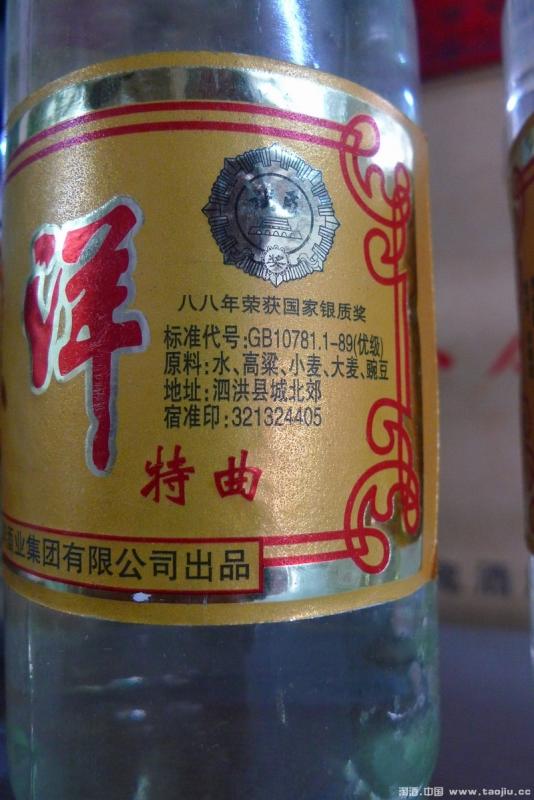 奖
八八年荣获国家银质奖
标准代号:GB10781.1-89(优级)
原料:水、高粱、小麦、大麦、豌豆
地址:泗洪县城北郊
宿准印:321324405
洋
特曲
酒业集团有限公司出品
淘酒.中国 www.taojiu.cc